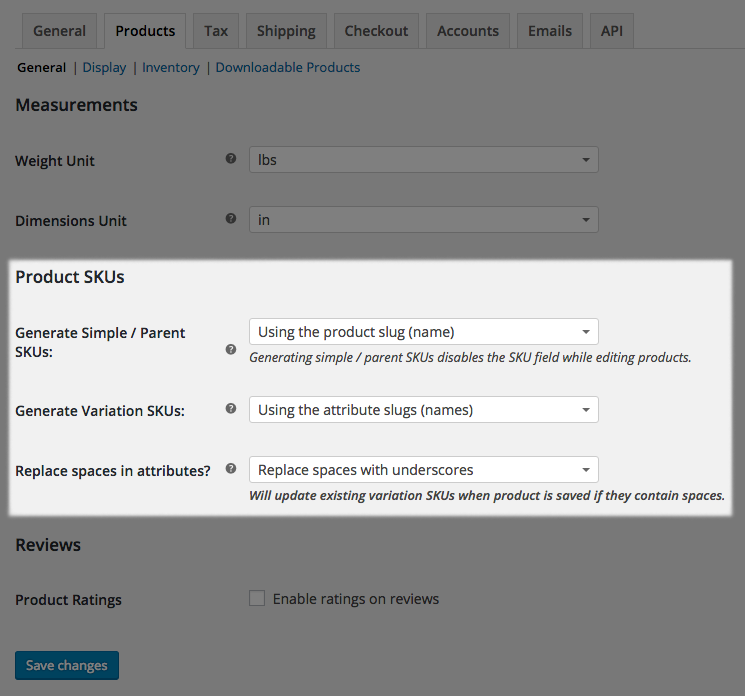 General Products Tax Shipping Checkout Accounts Emails API
General | Display | Inventory | Downloadable Products
Measurements
Weight Unit ? lbs
Dimensions Unit ? in
Product SKUs
Generate Simple / Parent
SKUs: ?
Using the product slug (name)
Generating simple / parent SKUs disables the SKU field while editing products.
Generate Variation SKUs: ? Using the attribute slugs (names)
Replace spaces in attributes? ? Replace spaces with underscores
Will update existing variation SKUs when product is saved if they contain spaces.
Reviews
Product Ratings Enable ratings on reviews
Save changes